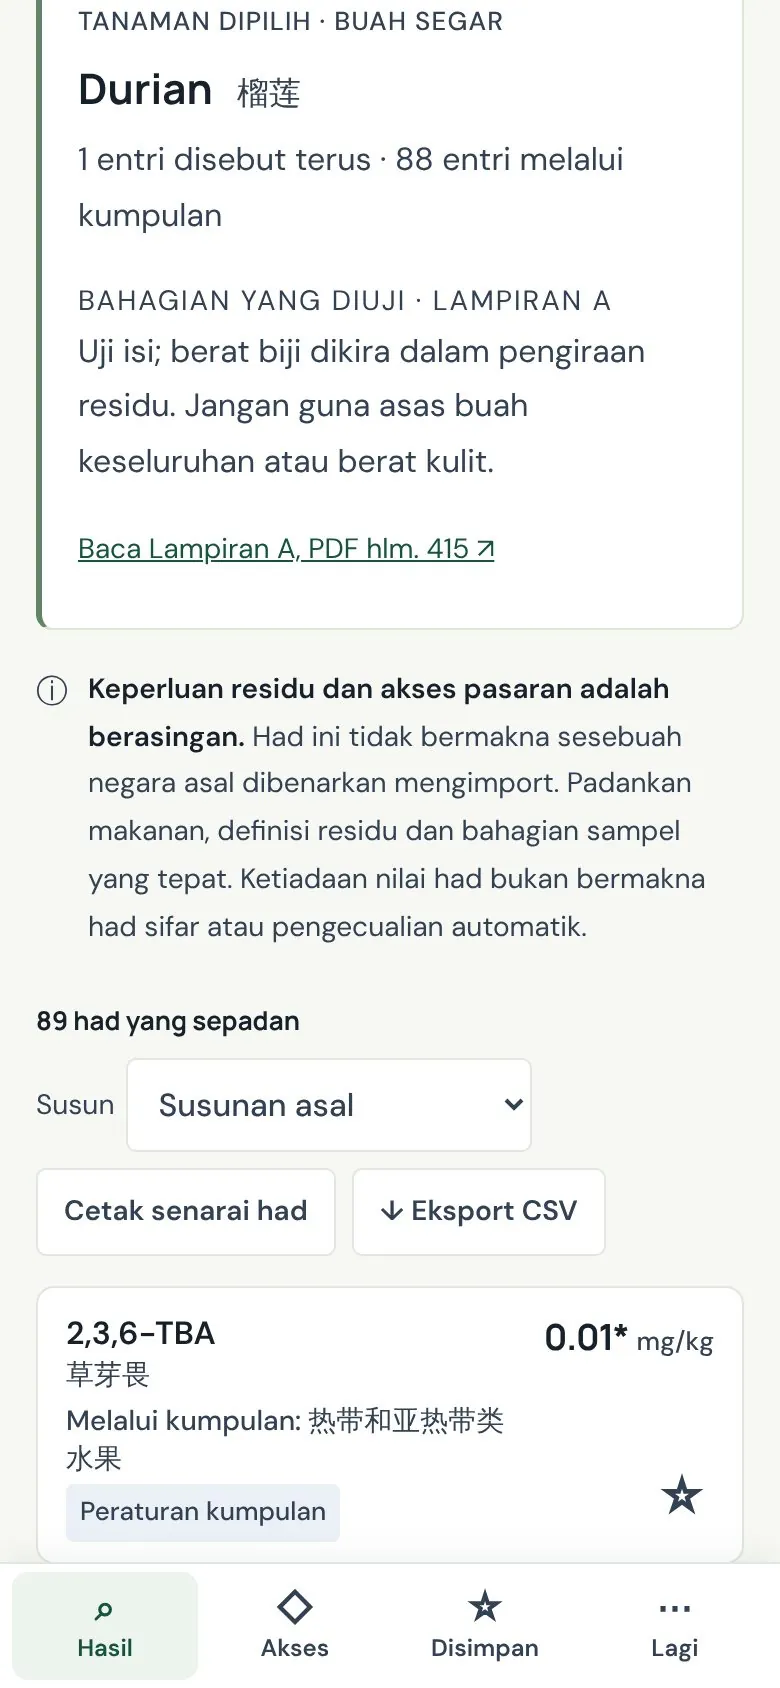 TANAMAN DIPILIH · BUAH SEGAR
Durian 榴莲
1 entri disebut terus · 88 entri melalui
kumpulan
BAHAGIAN YANG DIUJI · LAMPIRAN A
Uji isi; berat biji dikira dalam pengiraan
residu. Jangan guna asas buah
keseluruhan atau berat kulit.
Baca Lampiran A, PDF hlm. 415 ↗
Keperluan residu dan akses pasaran adalah
berasingan. Had ini tidak bermakna sesebuah
negara asal dibenarkan mengimport. Padankan
makanan, definisi residu dan bahagian sampel
yang tepat. Ketiadaan nilai had bukan bermakna
had sifar atau pengecualian automatik.
89 had yang sepadan
Susun Susunan asal
Cetak senarai had ↓ Eksport CSV
2,3,6-TBA 0.01* mg/kg
草芽畏
Melalui kumpulan: 热带和亚热带类
水果
Peraturan kumpulan
Hasil Akses Disimpan Lagi